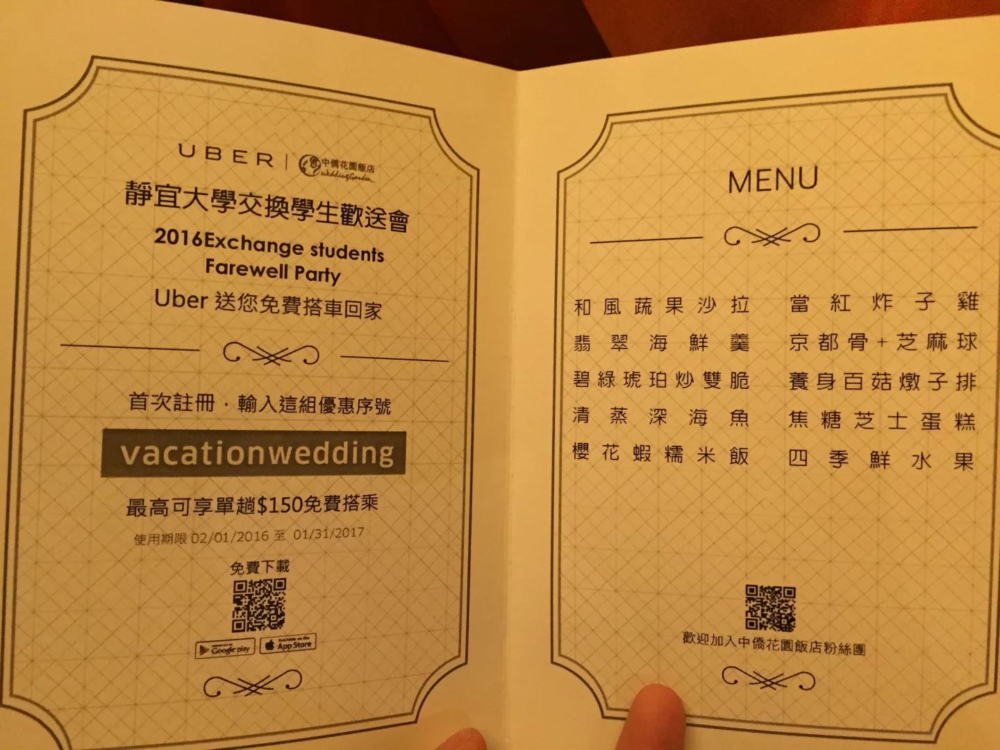 UBER | 中僑花園飯店
Wedding Garden
靜宜大學交換學生歡送會
2016Exchange students
Farewell Party
Uber 送您免費搭車回家
首次註冊，輸入這組優惠序號
vacationwedding
最高可享單趟$150免費搭乘
使用期限 02/01/2016 至 01/31/2017
免費下載
Google play
Available on the
App Store
MENU
和風蔬果沙拉
翡翠海鮮羹
碧綠琥珀炒雙脆
清蒸深海魚
櫻花蝦糯米飯
當紅炸子雞
京都骨+芝麻球
養身百菇燉子排
焦糖芝士蛋糕
四季鮮水果
歡迎加入中僑花園飯店粉絲團